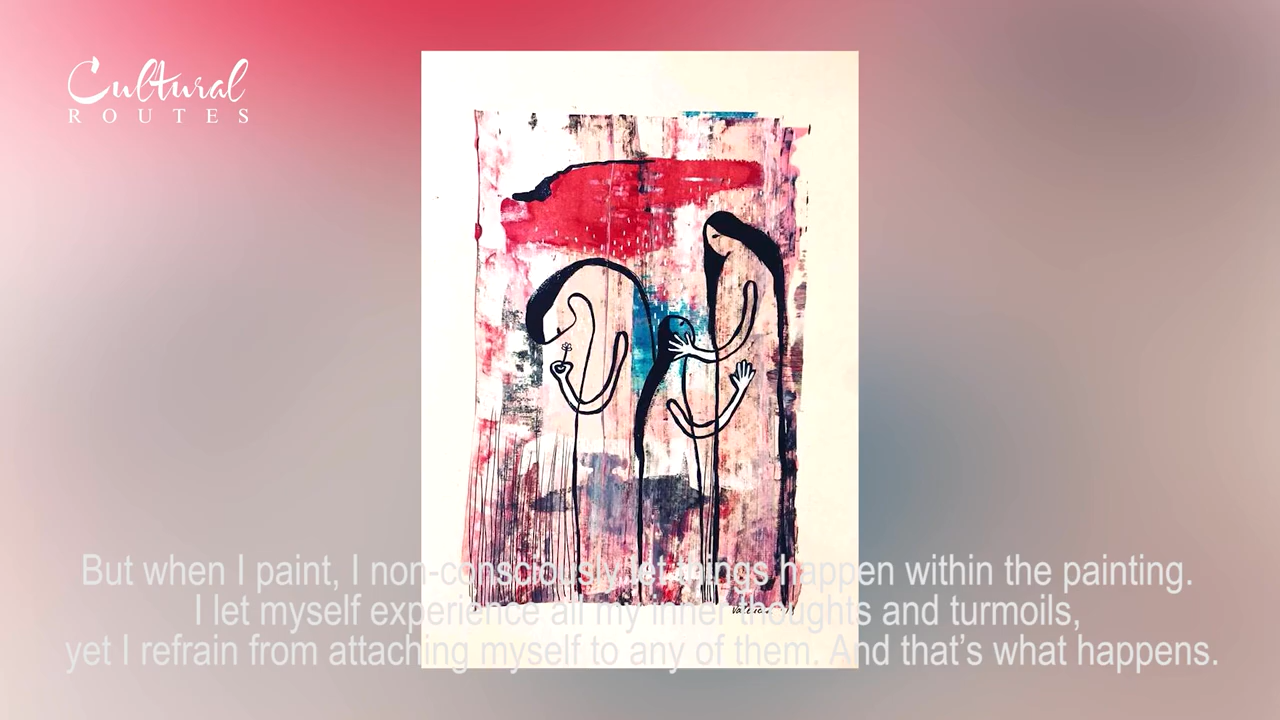 Cultural
ROUTES
But when I paint, I non-consciously let things happen within the painting.
I let myself experience all my inner thoughts and turmoils,
yet I refrain from attaching myself to any of them. And that's what happens.